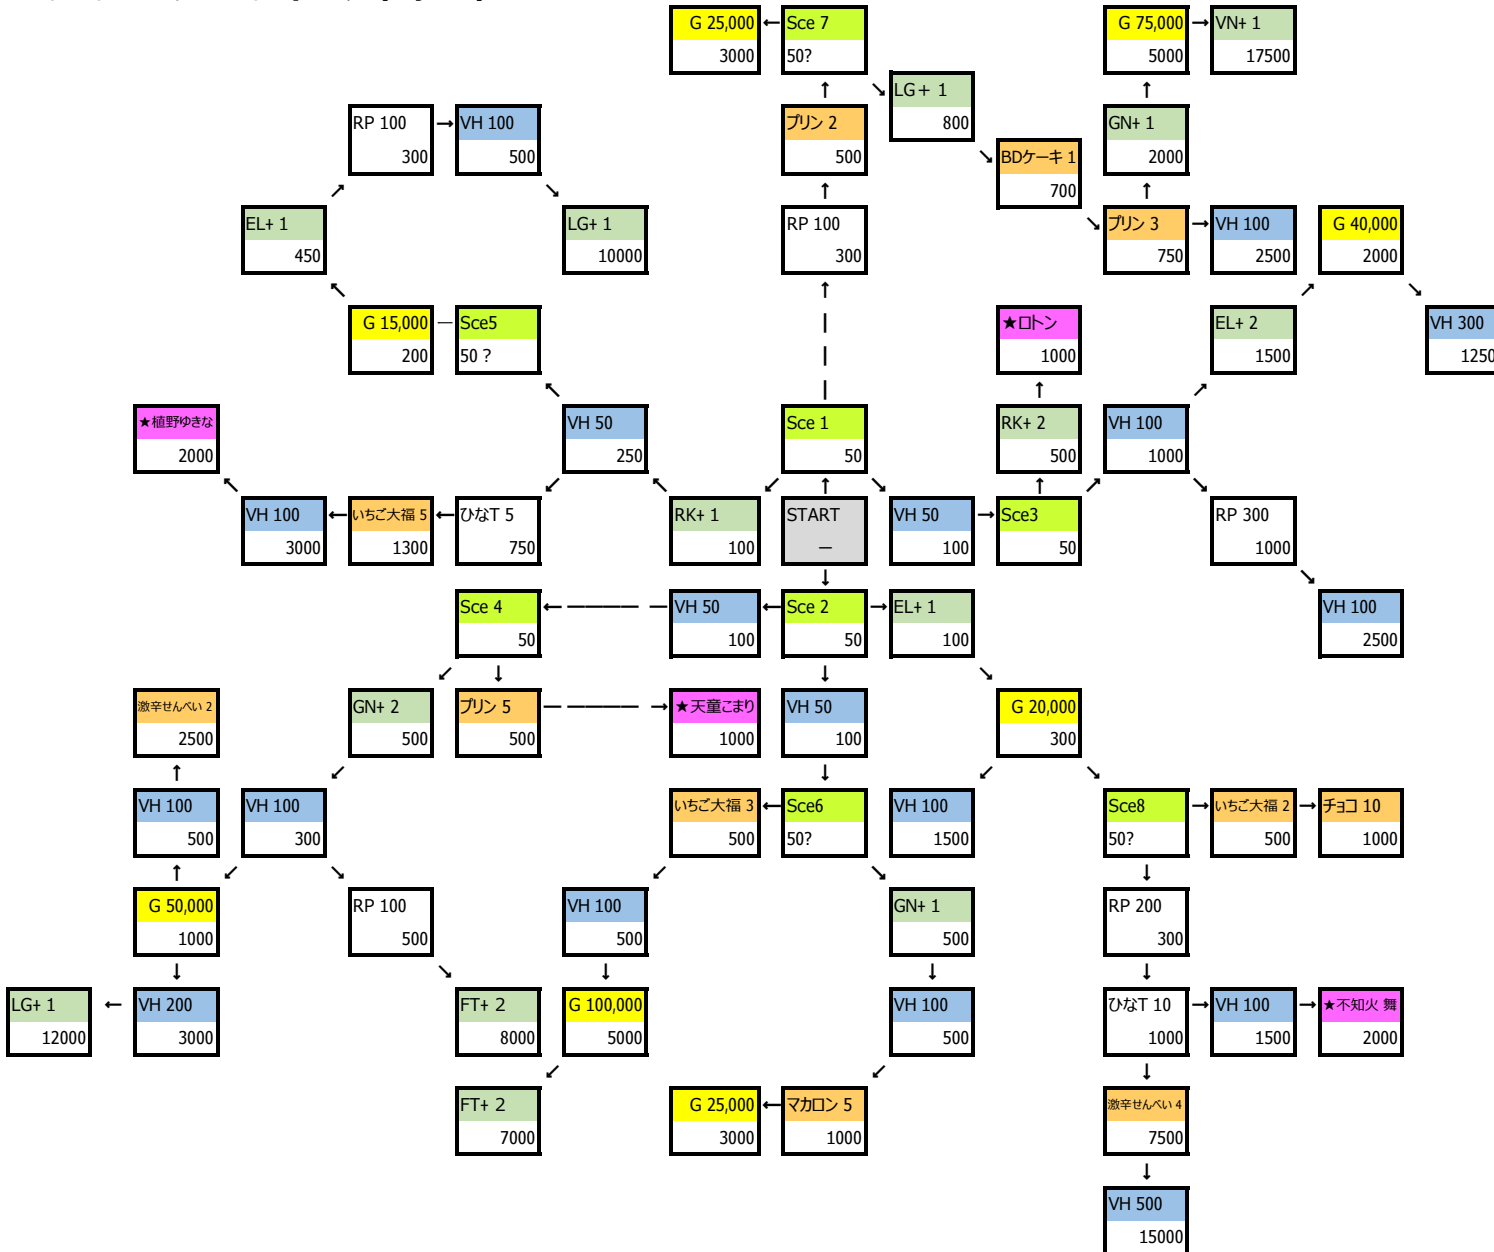 G 25,000 ← Sce 7
3000 50?
G 75,000 → VN+ 1
5000 17500
LG+ 1
800
RP 100 → VH 100
300 500
プリン 2
500
GN+ 1
2000
BDケーキ 1
700
EL+ 1
450
LG+ 1
10000
RP 100
300
プリン 3 → VH 100
750 2500
G 40,000
2000
G 15,000 — Sce5
200 50 ?
★ロトン
1000
EL+ 2
1500
VH 300
1250
★植野ゆきな
2000
VH 50
250
Sce 1
50
RK+ 2
500
VH 100
1000
VH 100 ← いちご大福 5 ← ひなT 5
3000 1300 750
RK+ 1
100
START
—
VH 50 → Sce3
100 50
RP 300
1000
Sce 4 ← ———— — VH 50 ← Sce 2 → EL+ 1
50 100 50 100
VH 100
2500
激辛せんべい 2
2500
GN+ 2
500
プリン 5 — ———— → ★天童こまり
500 1000
VH 50
100
G 20,000
300
VH 100
500
VH 100
300
いちご大福 3 ← Sce6
500 50?
VH 100
1500
Sce8 → いちご大福 2 → チョコ 10
50? 500 1000
G 50,000
1000
RP 100
500
VH 100
500
GN+ 1
500
RP 200
300
LG+ 1 ← VH 200
12000 3000
FT+ 2
8000
G 100,000
5000
VH 100
500
ひなT 10 → VH 100 → ★不知火 舞
1000 1500 2000
FT+ 2
7000
G 25,000 ← マカロン 5
3000 1000
激辛せんべい 4
7500
VH 500
15000